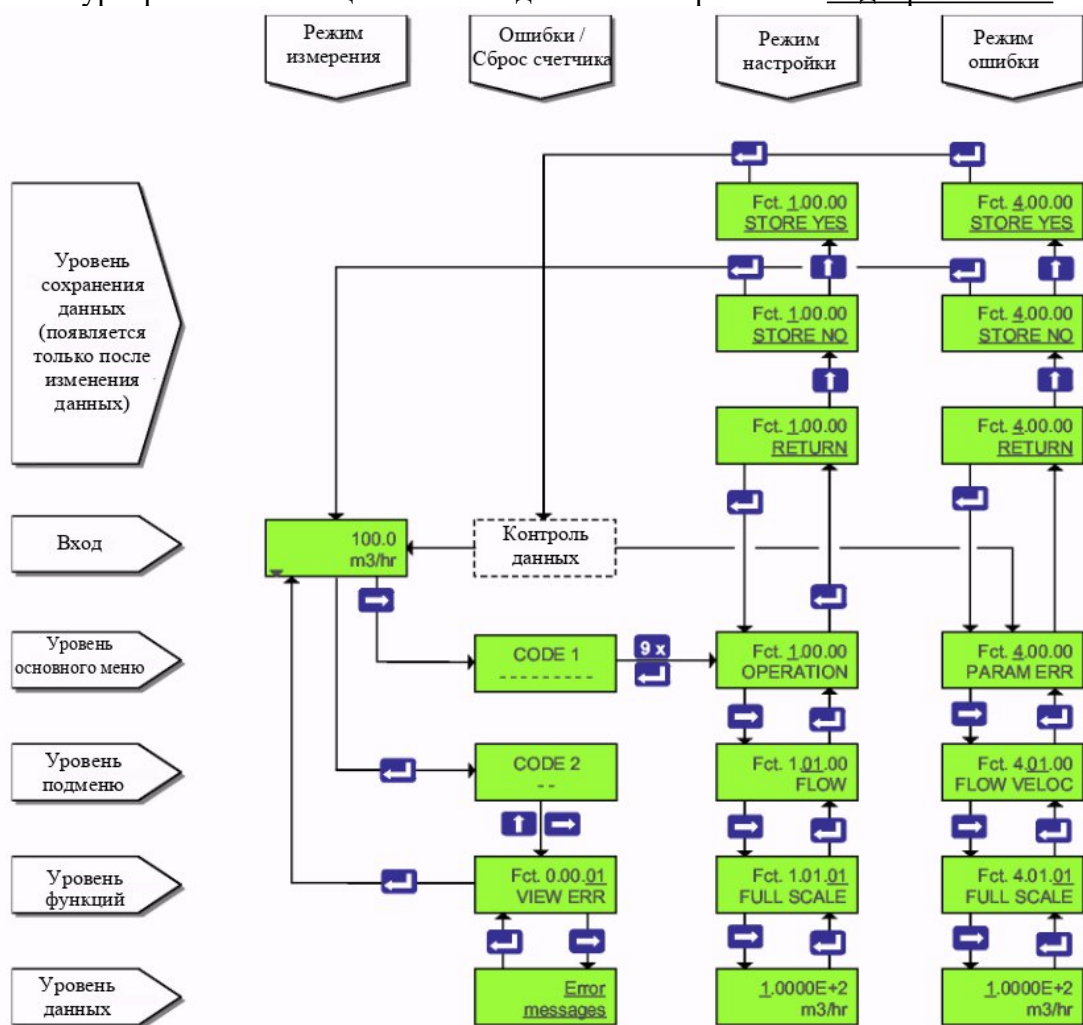 Режим
измерения
Ошибки /
Сброс счетчика
Режим
настройки
Режим
ошибки
Fct. 1.00.00
STORE YES
Fct. 4.00.00
STORE YES
Уровень
сохранения
данных
(появляется
только после
изменения
данных)
Fct. 1.00.00
STORE NO
Fct. 4.00.00
STORE NO
Fct. 1.00.00
RETURN
Fct. 4.00.00
RETURN
Вход
100.0
m3/hr
Контроль
данных
Уровень
основного меню
CODE 1
- - - - - - - - -
9 x
Fct. 1.00.00
OPERATION
Fct. 4.00.00
PARAM ERR
Уровень
подменю
CODE 2
- -
Fct. 1.01.00
FLOW
Fct. 4.01.00
FLOW VELOC
Уровень
функций
Fct. 0.00.01
VIEW ERR
Fct. 1.01.01
FULL SCALE
Fct. 4.01.01
FULL SCALE
Уровень
данных
Error
messages
1.0000E+2
m3/hr
1.0000E+2
m3/hr